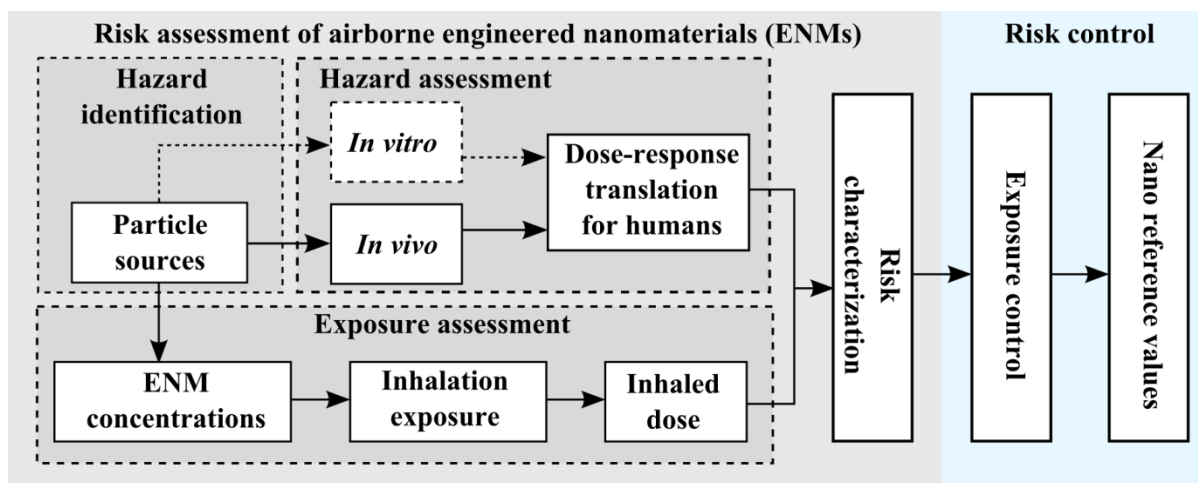 Risk assessment of airborne engineered nanomaterials (ENMs)
Risk control
Hazard
identification
Hazard assessment
In vitro
Dose-response
translation
for humans
Particle
sources
In vivo
Exposure assessment
ENM
concentrations
Inhalation
exposure
Inhaled
dose
Risk
characterization
Exposure control
Nano reference values